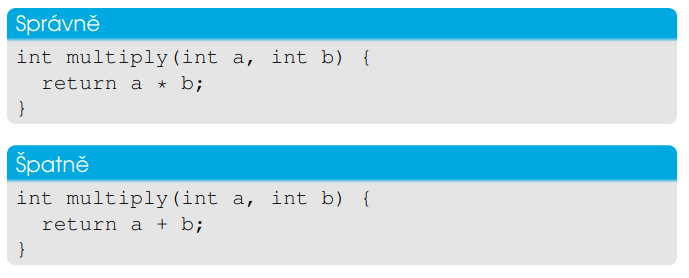 Správně
int multiply(int a, int b) {
  return a * b;
}
Špatně
int multiply(int a, int b) {
  return a + b;
}